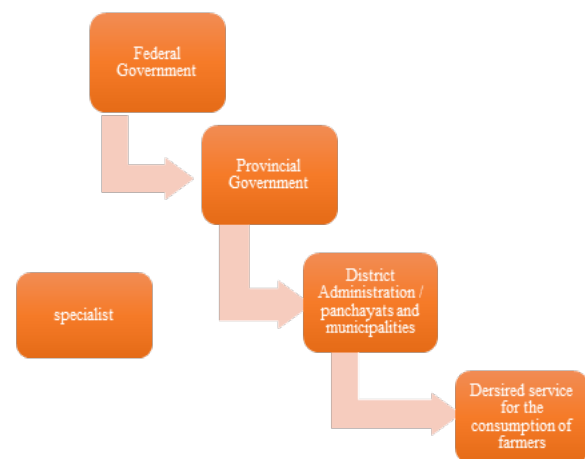 Federal
Government
Provincial
Government
District
Administration /
panchayats and
municipalities
specialist
Dersired service
for the
consumption of
farmers